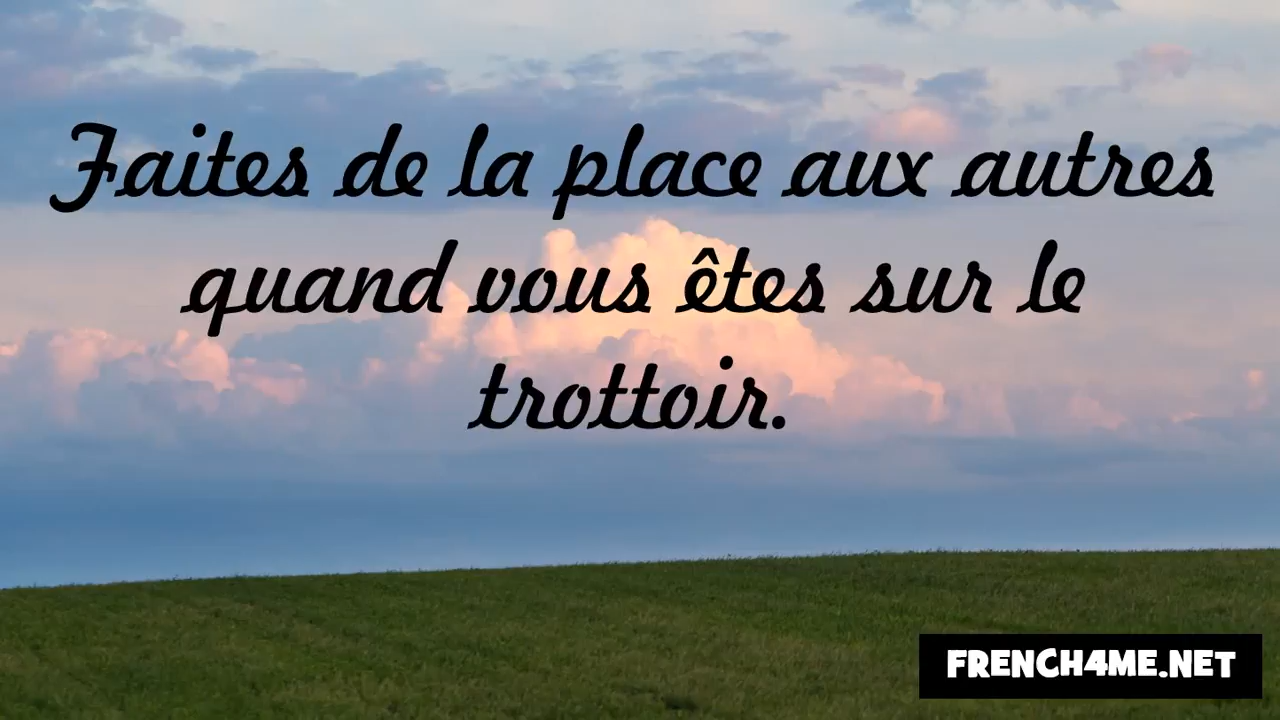 Faites de la place aux autres
quand vous êtes sur le
trottoir.
FRENCH4ME.NET